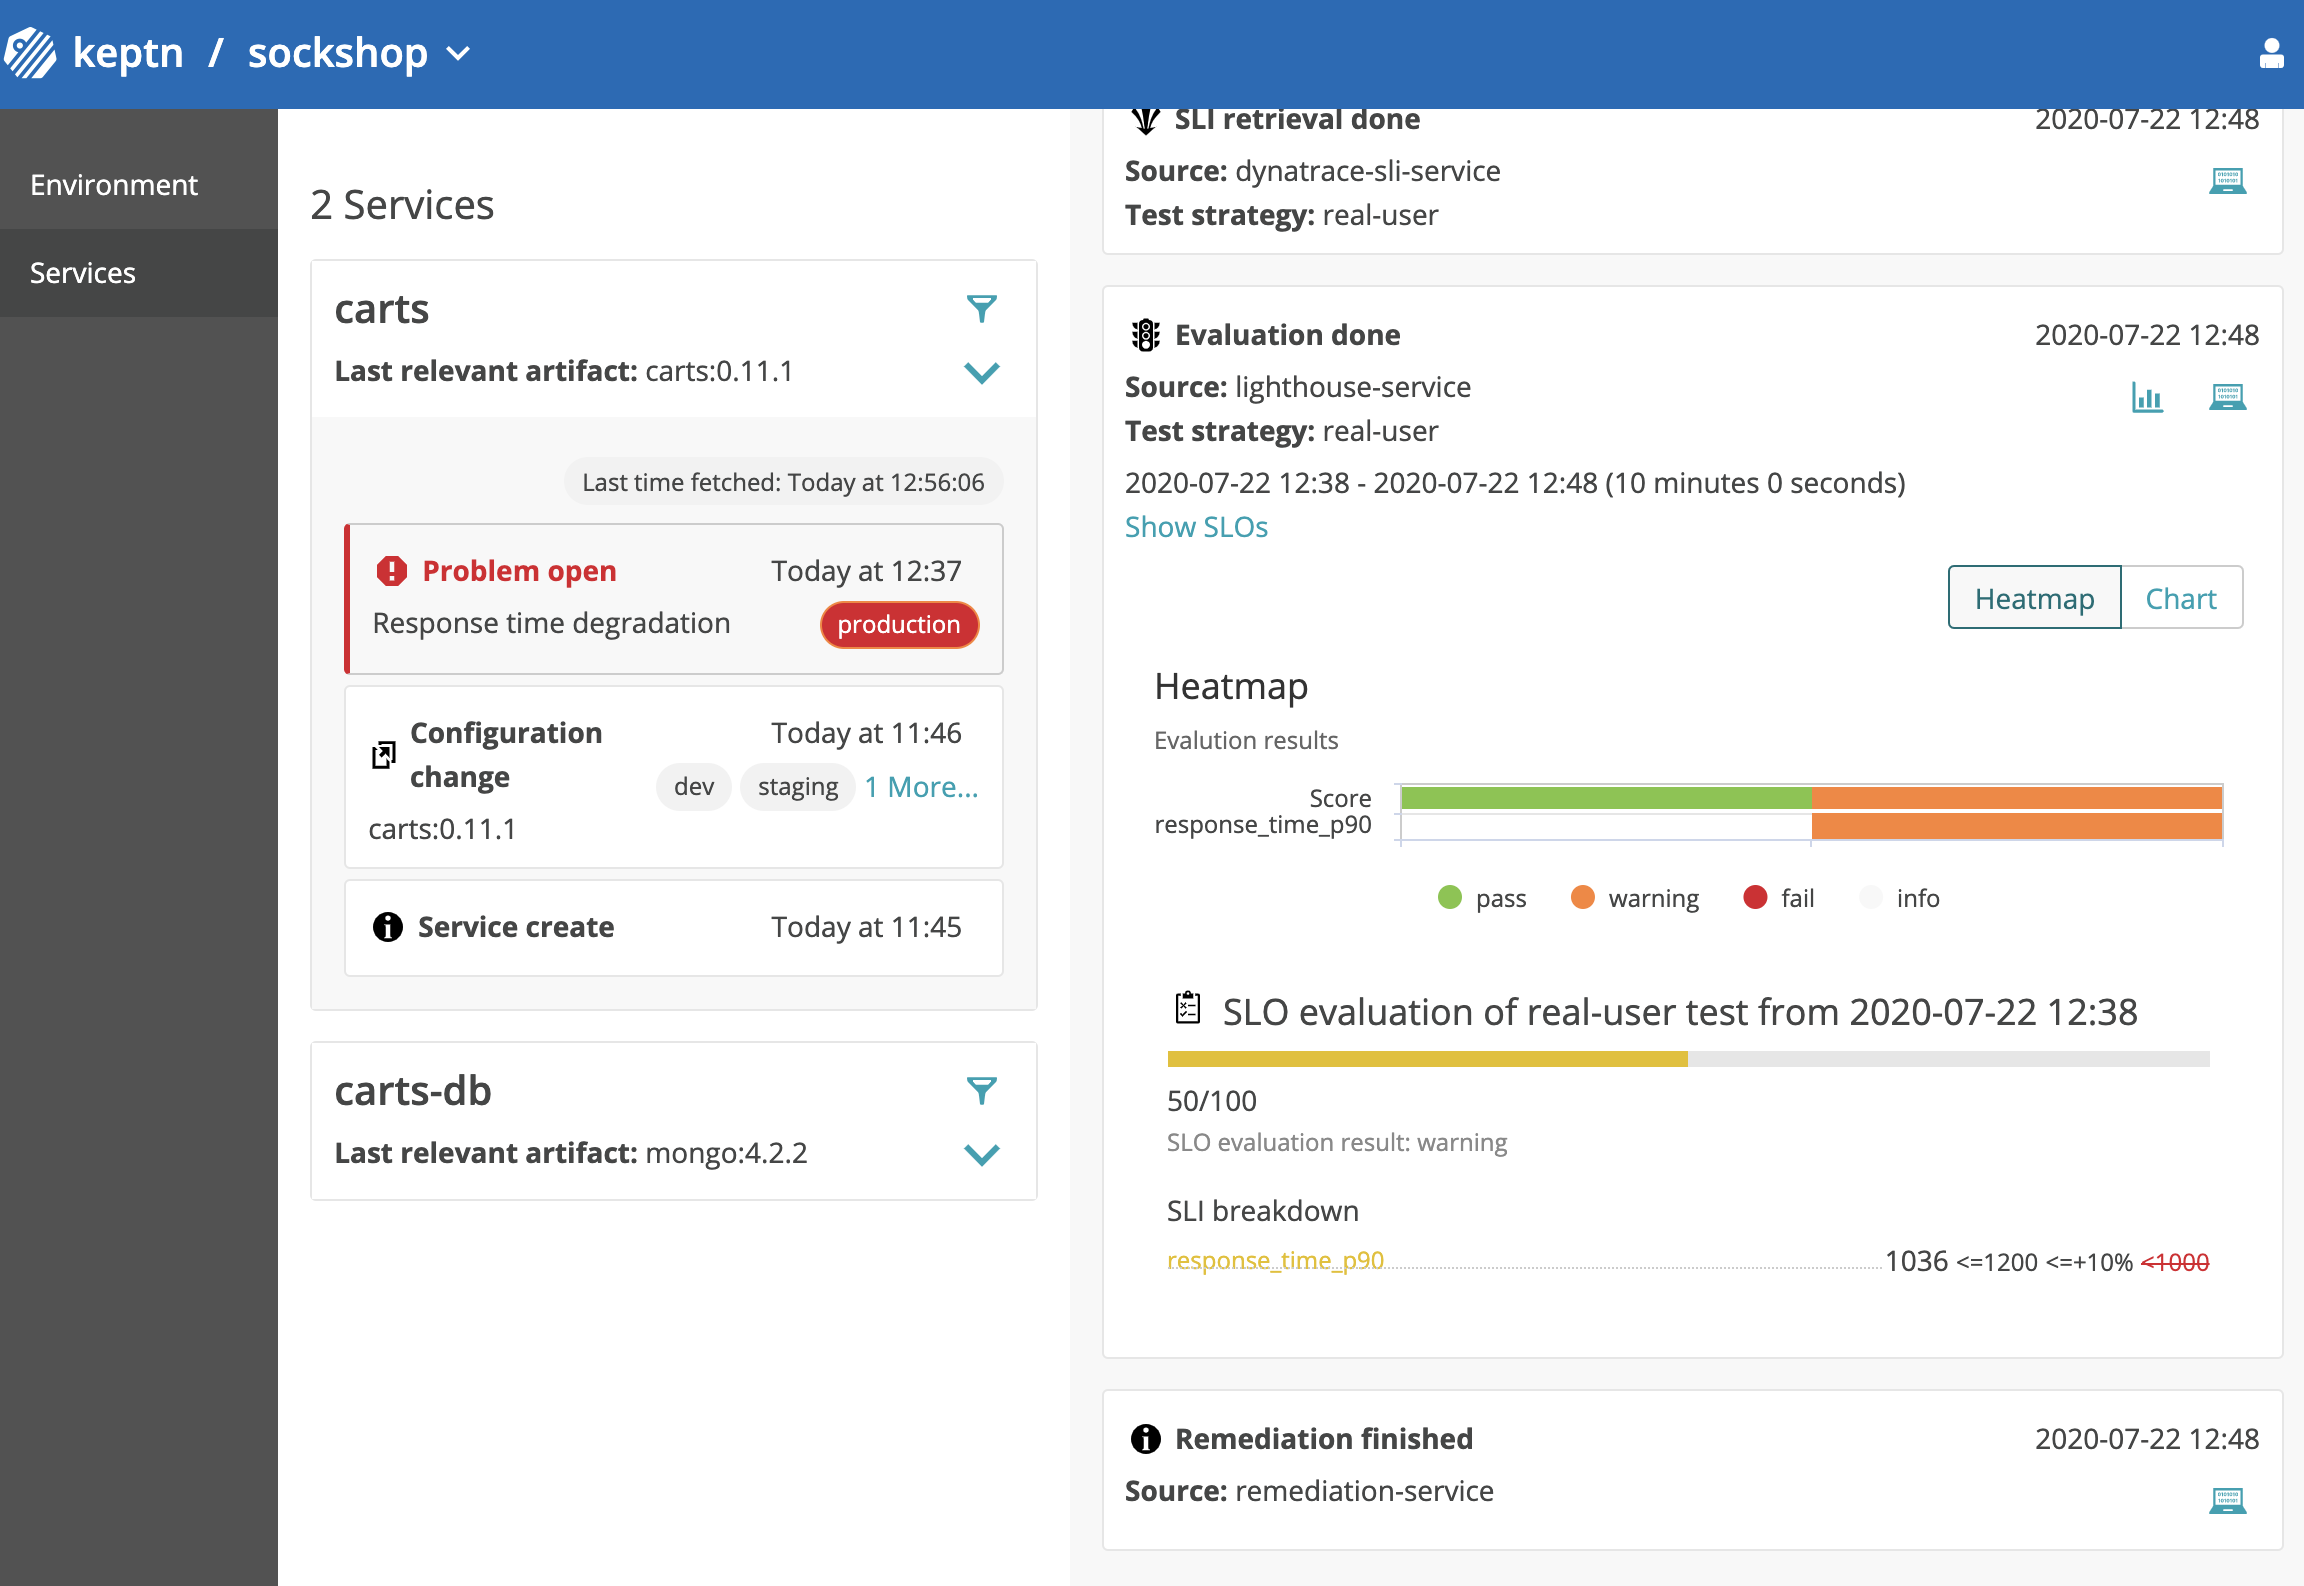 keptn / sockshop
Environment
Services
2 Services
carts
Last relevant artifact: carts:0.11.1
Last time fetched: Today at 12:56:06
Problem open
Today at 12:37
Response time degradation
production
Configuration change
Today at 11:46
dev staging 1 More...
carts:0.11.1
Service create
Today at 11:45
carts-db
Last relevant artifact: mongo:4.2.2
SLI retrieval done
2020-07-22 12:48
Source: dynatrace-sli-service
Test strategy: real-user
Evaluation done
2020-07-22 12:48
Source: lighthouse-service
Test strategy: real-user
2020-07-22 12:38 - 2020-07-22 12:48 (10 minutes 0 seconds)
Show SLOs
Heatmap Chart
Heatmap
Evalution results
Score
response_time_p90
pass warning fail info
SLO evaluation of real-user test from 2020-07-22 12:38
50/100
SLO evaluation result: warning
SLI breakdown
response_time_p90 1036 <=1200 <=+10% <1000
Remediation finished
2020-07-22 12:48
Source: remediation-service